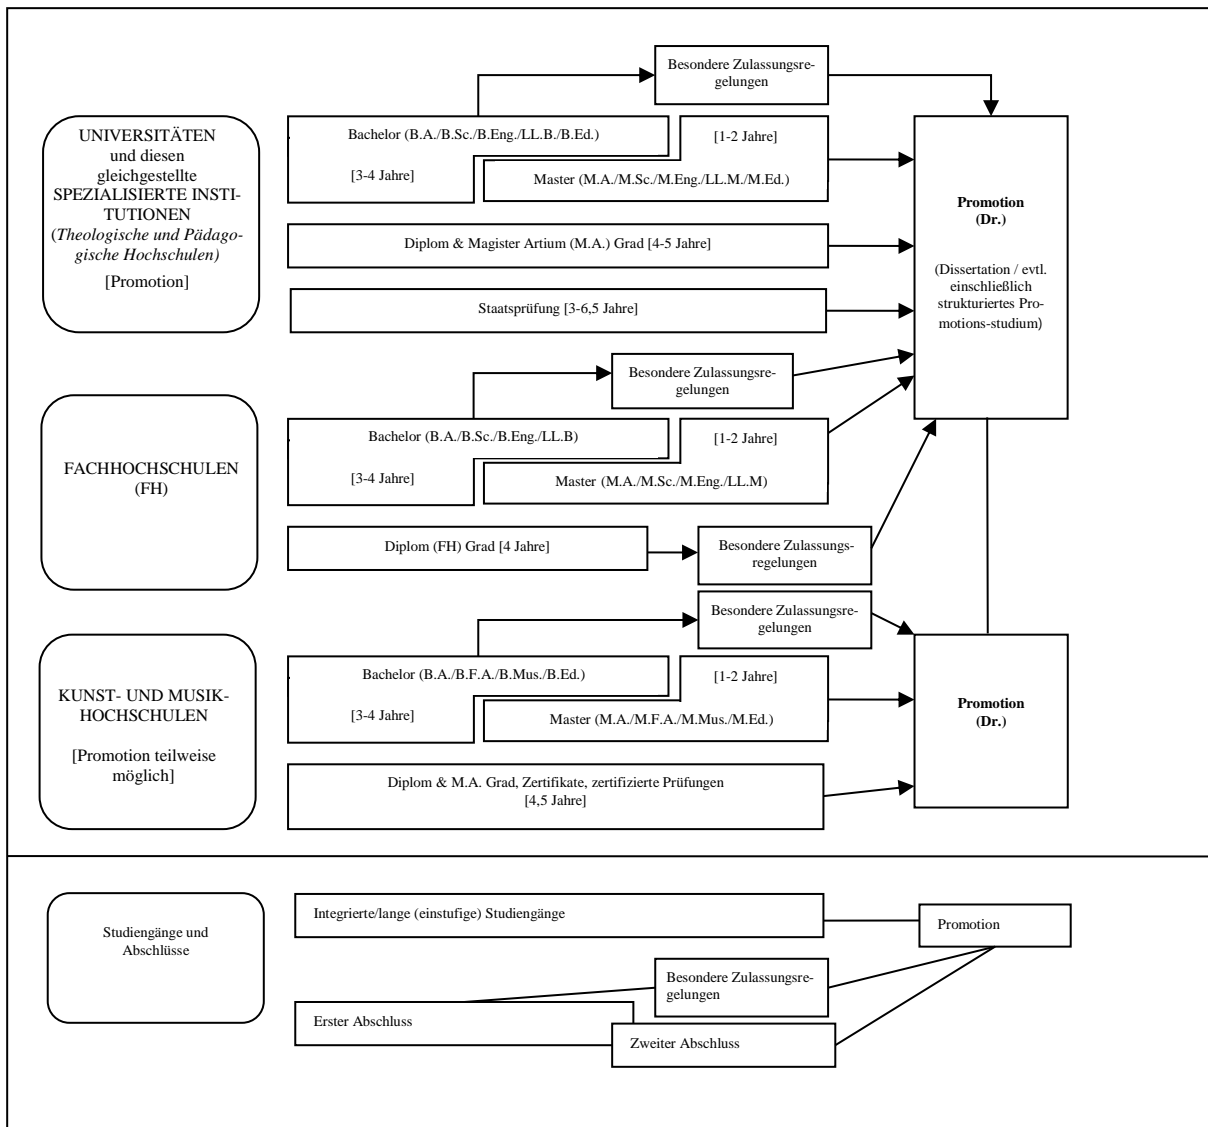 Besondere Zulassungsre-
gelungen
UNIVERSITÄTEN
und diesen
gleichgestellte
SPEZIALISIERTE INSTI-
TUTIONEN
(Theologische und Pädago-
gische Hochschulen)
[Promotion]
Bachelor (B.A./B.Sc./B.Eng./LL.B./B.Ed.)
[3-4 Jahre]
[1-2 Jahre]
Master (M.A./M.Sc./M.Eng./LL.M./M.Ed.)
Diplom & Magister Artium (M.A.) Grad [4-5 Jahre]
Staatsprüfung [3-6,5 Jahre]
Promotion
(Dr.)
(Dissertation / evtl.
einschließlich
strukturiertes Pro-
motions-studium)
Besondere Zulassungsre-
gelungen
FACHHOCHSCHULEN
(FH)
Bachelor (B.A./B.Sc./B.Eng./LL.B)
[3-4 Jahre]
[1-2 Jahre]
Master (M.A./M.Sc./M.Eng./LL.M)
Diplom (FH) Grad [4 Jahre]
Besondere Zulassungs-
regelungen
Besondere Zulassungsre-
gelungen
KUNST- UND MUSIK-
HOCHSCHULEN
[Promotion teilweise
möglich]
Bachelor (B.A./B.F.A./B.Mus./B.Ed.)
[3-4 Jahre]
[1-2 Jahre]
Master (M.A./M.F.A./M.Mus./M.Ed.)
Diplom & M.A. Grad, Zertifikate, zertifizierte Prüfungen
[4,5 Jahre]
Promotion
(Dr.)
Studiengänge und
Abschlüsse
Integrierte/lange (einstufige) Studiengänge
Promotion
Besondere Zulassungsre-
gelungen
Erster Abschluss
Zweiter Abschluss